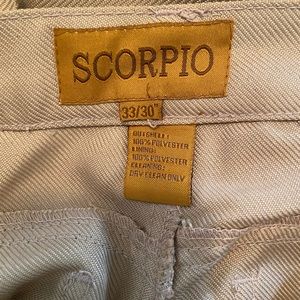 SCORPIO
33/30"
OUTSHELL:
100%POLYESTER
LINING:
100%POLYESTER
CLEANING:
DRY CLEAN ONLY